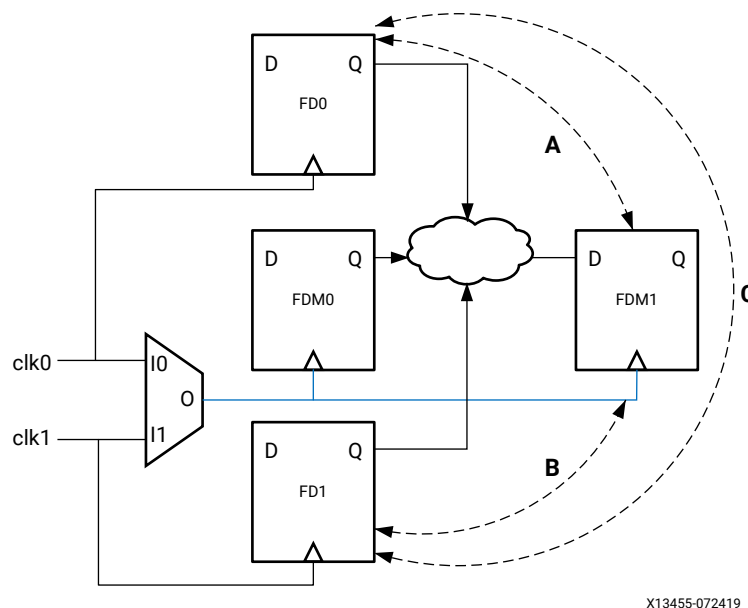 D Q
FD0
A
D Q
FDM0
D Q
FDM1
C
clk0
I0
O
clk1
I1
D Q
FD1
B
X13455-072419